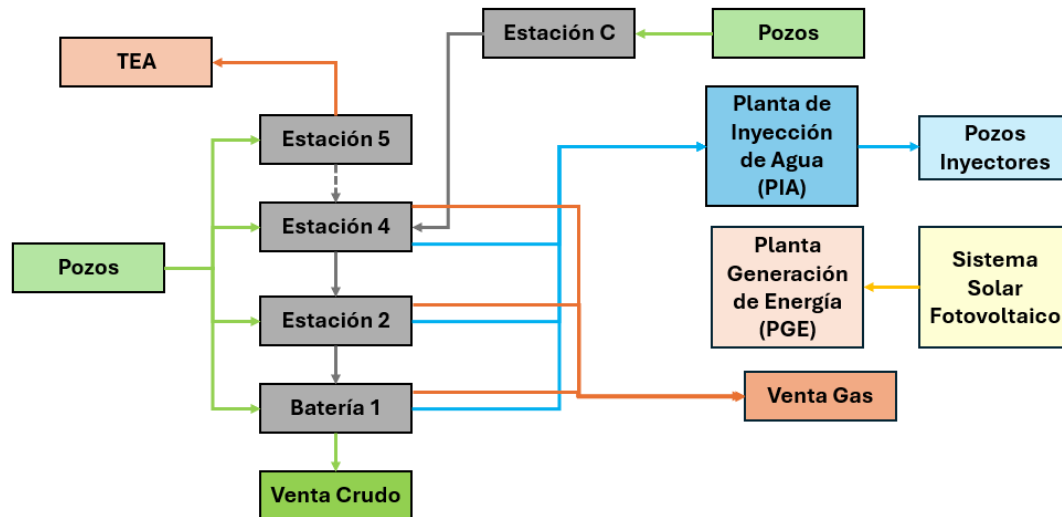 Estación C
Pozos
TEA
Planta de
Inyección
de Agua
(PIA)
Pozos
Inyectores
Estación 5
Estación 4
Pozos
Planta
Generación
de Energía
(PGE)
Sistema
Solar
Fotovoltaico
Estación 2
Batería 1
Venta Gas
Venta Crudo